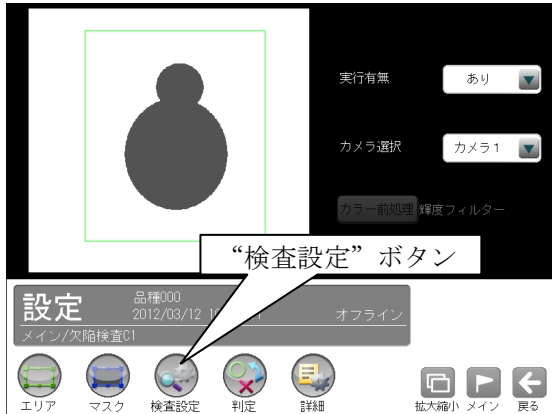 実行有無 あり
カメラ選択 カメラ1
カラー前処理 輝度フィルター
“検査設定”ボタン
設定 品種000
2012/03/12 オフライン
メイン/欠陥検査C1
エリア マスク 検査設定 判定 詳細 拡大縮小 メイン 戻る